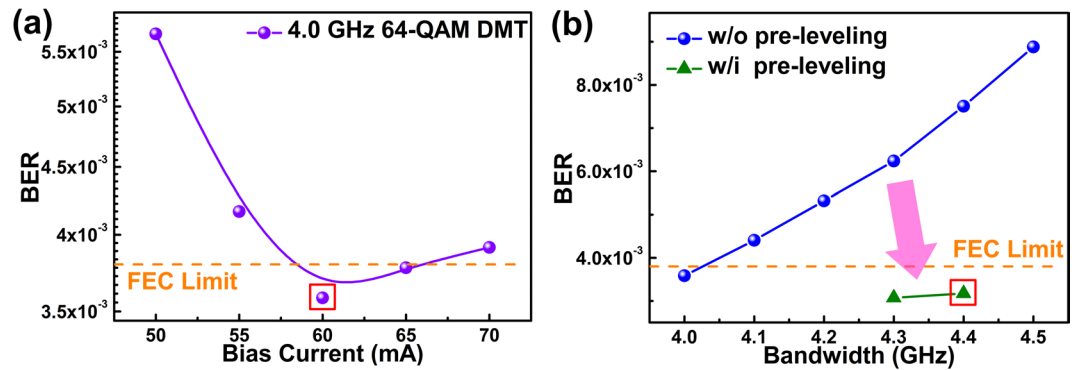 (a)
4.0 GHz 64-QAM DMT
5.5x10⁻³
5x10⁻³
4.5x10⁻³
4x10⁻³
3.5x10⁻³
BER
FEC Limit
50 55 60 65 70
Bias Current (mA)
(b)
w/o pre-leveling
w/i pre-leveling
8.0x10⁻³
6.0x10⁻³
4.0x10⁻³
BER
FEC Limit
4.0 4.1 4.2 4.3 4.4 4.5
Bandwidth (GHz)